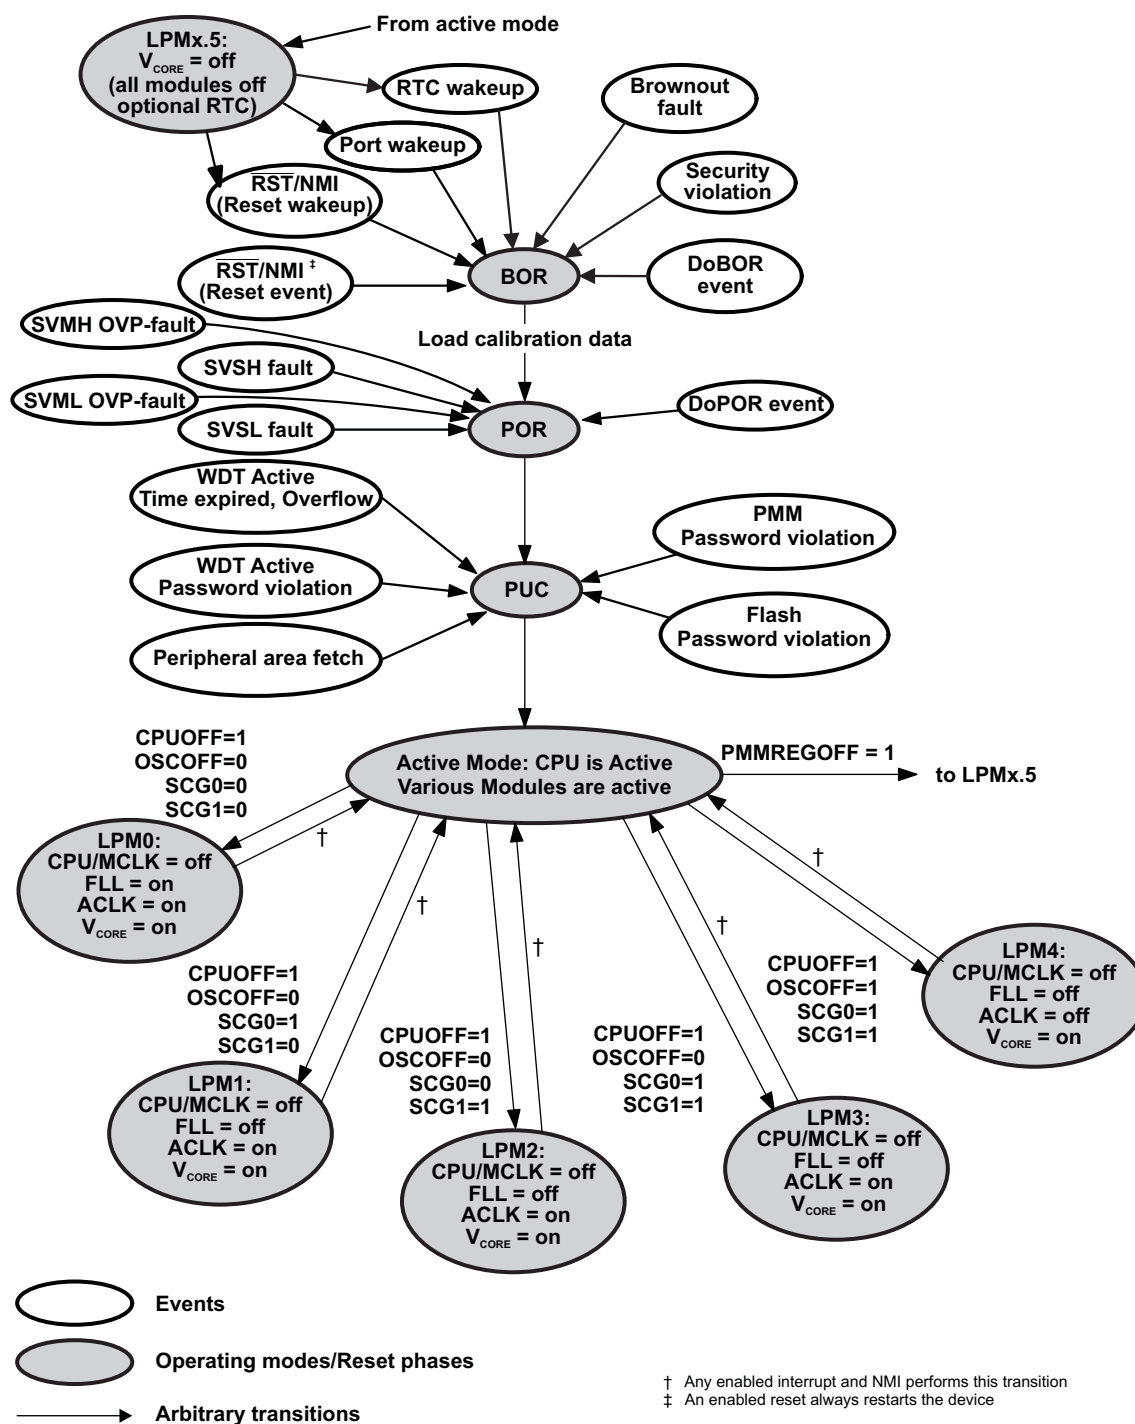 From active mode
LPMx.5:
VCORE = off
(all modules off
optional RTC)
RTC wakeup
Brownout
fault
Port wakeup
RST/NMI
(Reset wakeup)
Security
violation
BOR
RST/NMI ‡
(Reset event)
DoBOR
event
SVMH OVP-fault
Load calibration data
SVSH fault
SVML OVP-fault
DoPOR event
SVSL fault
POR
WDT Active
Time expired, Overflow
PMM
Password violation
WDT Active
Password violation
PUC
Flash
Password violation
Peripheral area fetch
CPUOFF=1
OSCOFF=0
SCG0=0
SCG1=0
Active Mode: CPU is Active
Various Modules are active
PMMREGOFF = 1
to LPMx.5
LPM0:
CPU/MCLK = off
FLL = on
ACLK = on
VCORE = on
†
†
†
†
†
CPUOFF=1
OSCOFF=0
SCG0=1
SCG1=0
CPUOFF=1
OSCOFF=0
SCG0=0
SCG1=1
CPUOFF=1
OSCOFF=0
SCG0=1
SCG1=1
CPUOFF=1
OSCOFF=1
SCG0=1
SCG1=1
LPM4:
CPU/MCLK = off
FLL = off
ACLK = off
VCORE = on
LPM1:
CPU/MCLK = off
FLL = off
ACLK = on
VCORE = on
LPM2:
CPU/MCLK = off
FLL = off
ACLK = on
VCORE = on
LPM3:
CPU/MCLK = off
FLL = off
ACLK = on
VCORE = on
Events
Operating modes/Reset phases
Arbitrary transitions
† Any enabled interrupt and NMI performs this transition
‡ An enabled reset always restarts the device